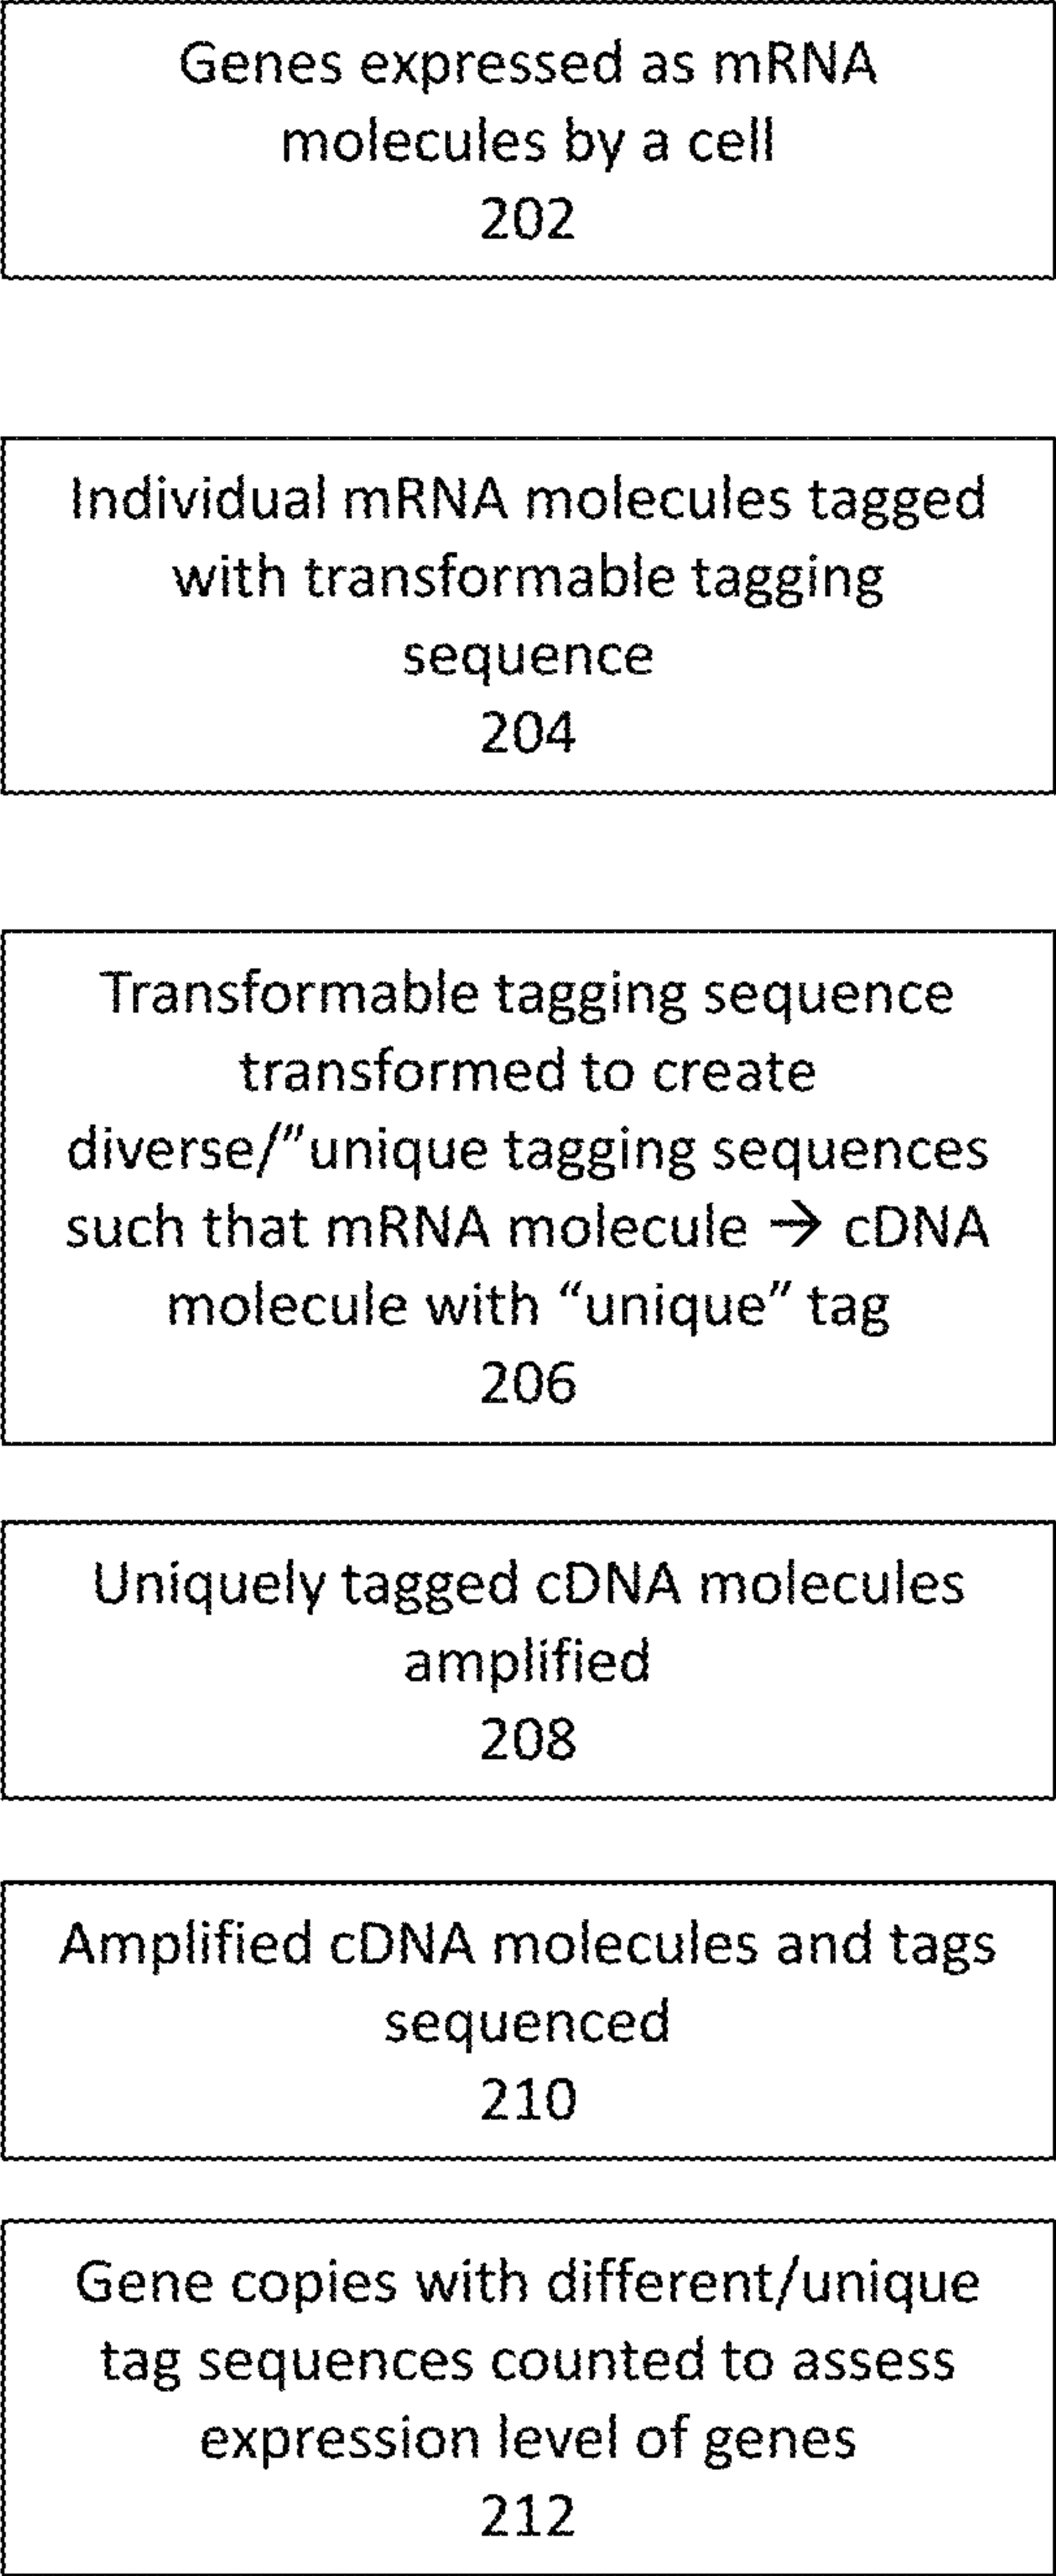 Genes expressed as mRNA
molecules by a cell
202
Individual mRNA molecules tagged
with transformable tagging
sequence
204
Transformable tagging sequence
transformed to create
diverse/”unique tagging sequences
such that mRNA molecule → cDNA
molecule with “unique” tag
206
Uniquely tagged cDNA molecules
amplified
208
Amplified cDNA molecules and tags
sequenced
210
Gene copies with different/unique
tag sequences counted to assess
expression level of genes
212